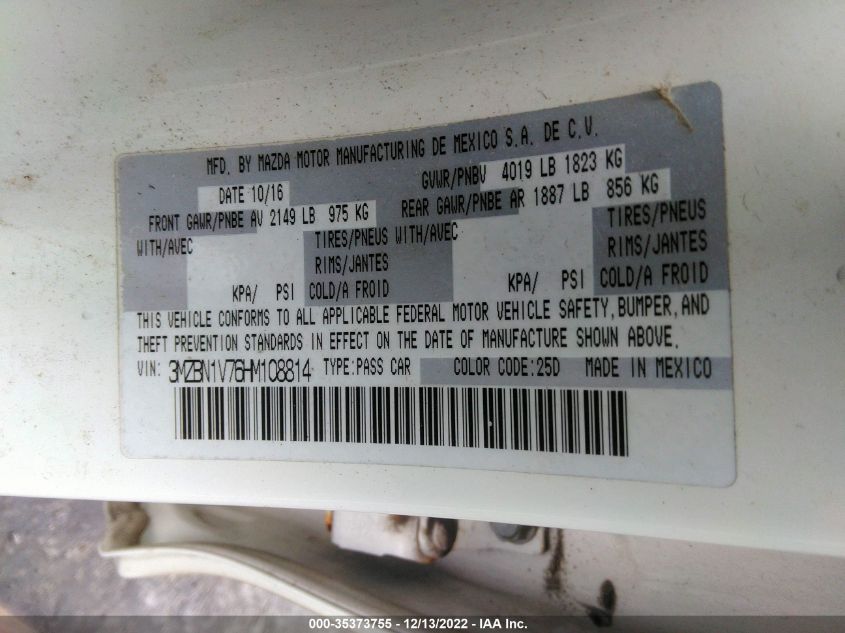 MFD. BY MAZDA MOTOR MANUFACTURING DE MEXICO S.A. DE C.V.
DATE 10/16 GVWR/PNBV 4019 LB 1823 KG
FRONT GAWR/PNBE AV 2149 LB 975 KG REAR GAWR/PNBE AR 1887 LB 856 KG
WITH/AVEC TIRES/PNEUS WITH/AVEC TIRES/PNEUS
RIMS/JANTES RIMS/JANTES
KPA/ PSI COLD/A FROID KPA/ PSI COLD/A FROID
THIS VEHICLE CONFORMS TO ALL APPLICABLE FEDERAL MOTOR VEHICLE SAFETY, BUMPER, AND
THEFT PREVENTION STANDARDS IN EFFECT ON THE DATE OF MANUFACTURE SHOWN ABOVE.
VIN: 3MZBN1V76HM108814 TYPE:PASS CAR COLOR CODE:25D MADE IN MEXICO
000-35373755 - 12/13/2022 - IAA Inc.